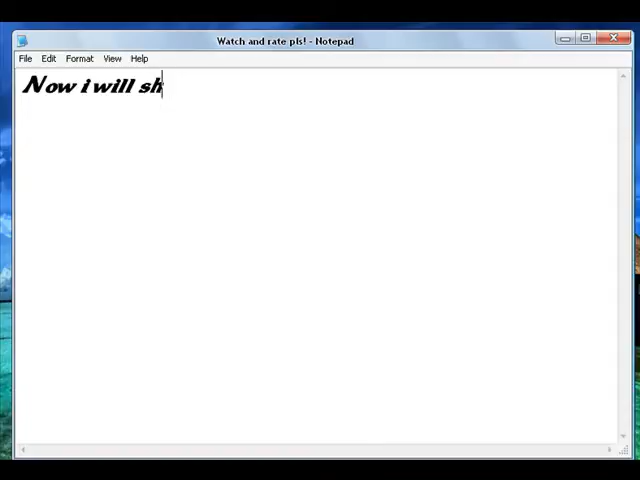 Watch and rate pls! - Notepad
File Edit Format View Help
Now i will sh